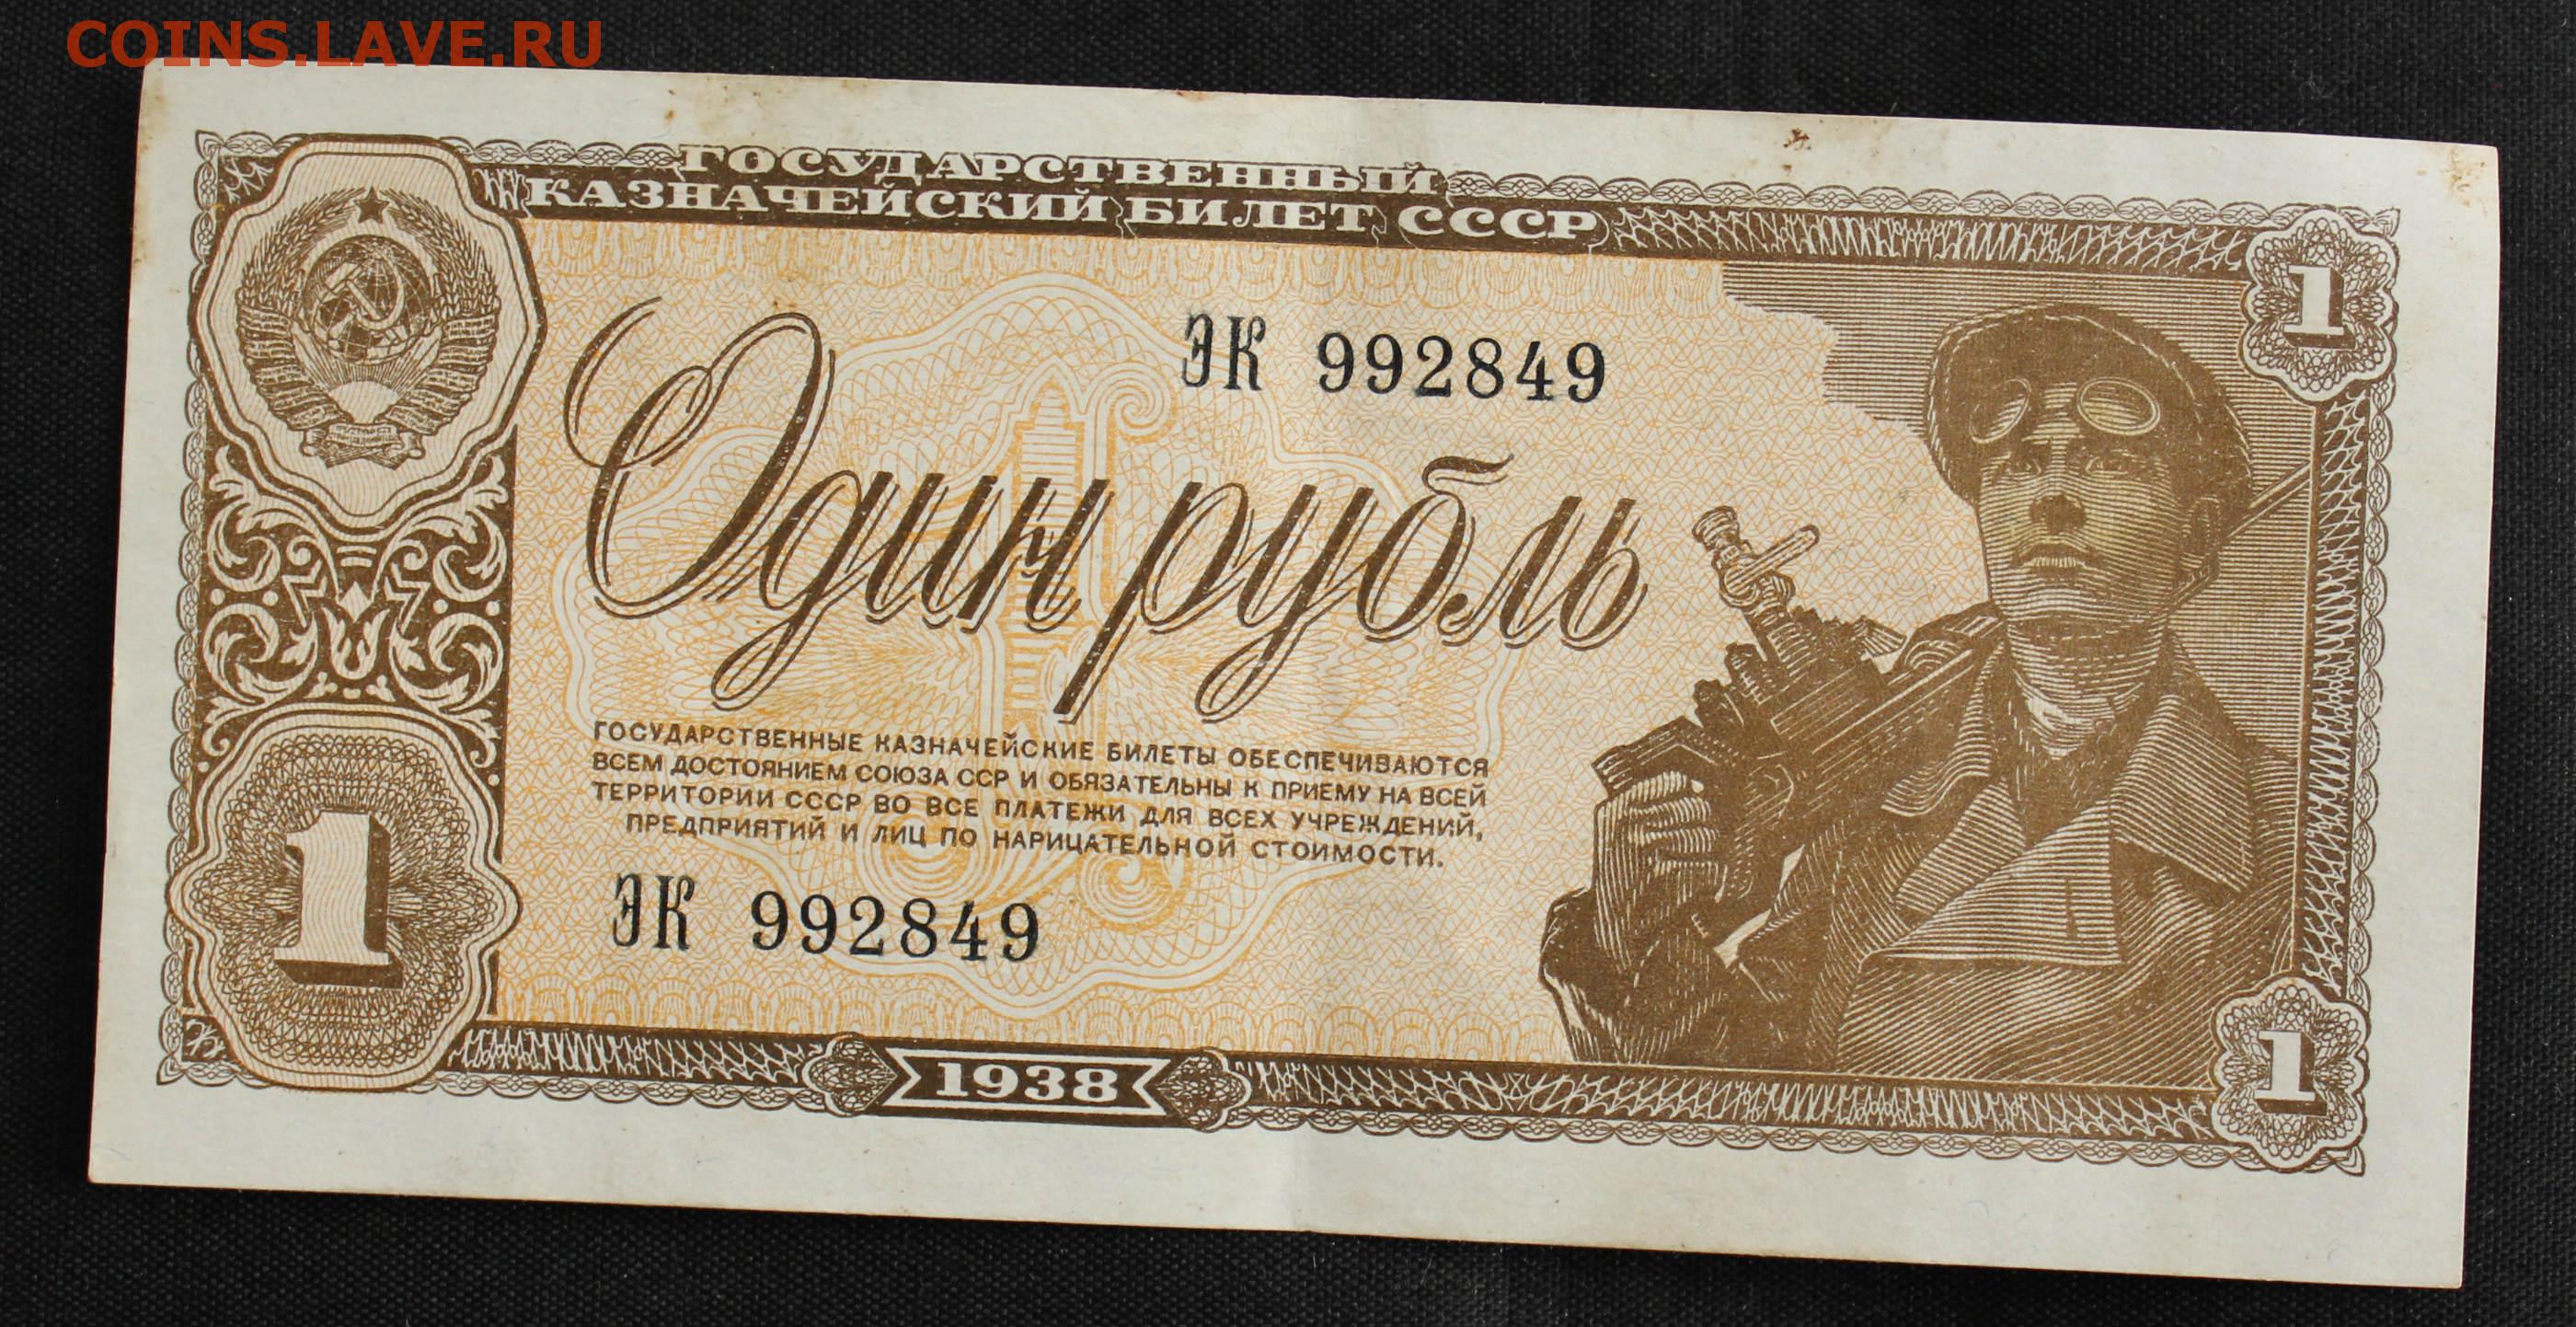 COINS.LAVE.RU
ГОСУДАРСТВЕННЫЙ
КАЗНАЧЕЙСКИЙ БИЛЕТ СССР
1
ЭК 992849
Один рубль
ГОСУДАРСТВЕННЫЕ КАЗНАЧЕЙСКИЕ БИЛЕТЫ ОБЕСПЕЧИВАЮТСЯ
ВСЕМ ДОСТОЯНИЕМ СОЮЗА ССР И ОБЯЗАТЕЛЬНЫ К ПРИЕМУ НА ВСЕЙ
ТЕРРИТОРИИ СССР ВО ВСЕ ПЛАТЕЖИ ДЛЯ ВСЕХ УЧРЕЖДЕНИЙ,
ПРЕДПРИЯТИЙ И ЛИЦ ПО НАРИЦАТЕЛЬНОЙ СТОИМОСТИ.
1
ЭК 992849
1938
1